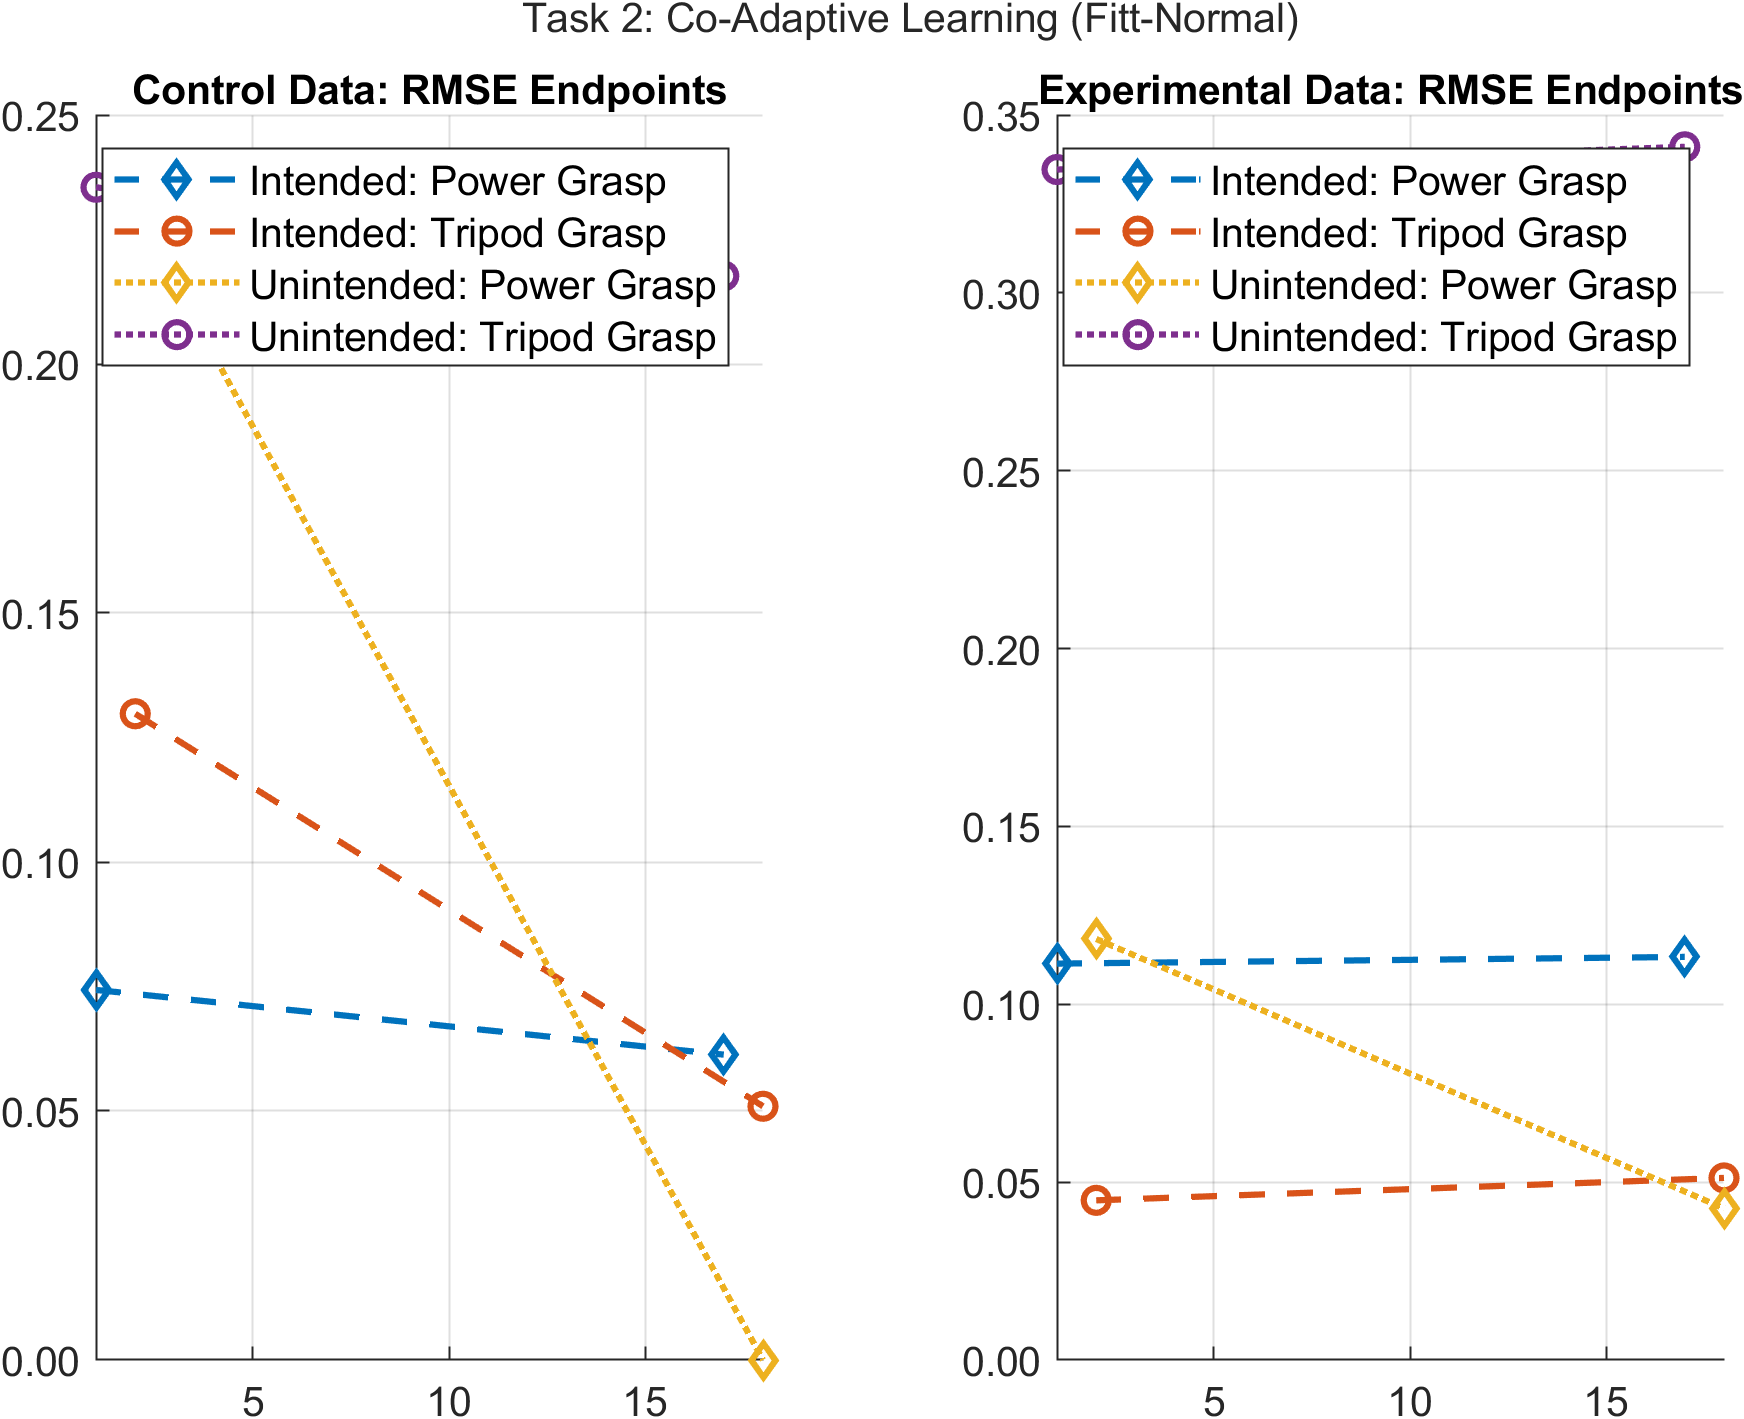 Task 2: Co-Adaptive Learning (Fitt-Normal)
Control Data: RMSE Endpoints
0.25
0.20
0.15
0.10
0.05
0.00
5
10
15
Intended: Power Grasp
Intended: Tripod Grasp
Unintended: Power Grasp
Unintended: Tripod Grasp
Experimental Data: RMSE Endpoints
0.35
0.30
0.25
0.20
0.15
0.10
0.05
0.00
5
10
15
Intended: Power Grasp
Intended: Tripod Grasp
Unintended: Power Grasp
Unintended: Tripod Grasp